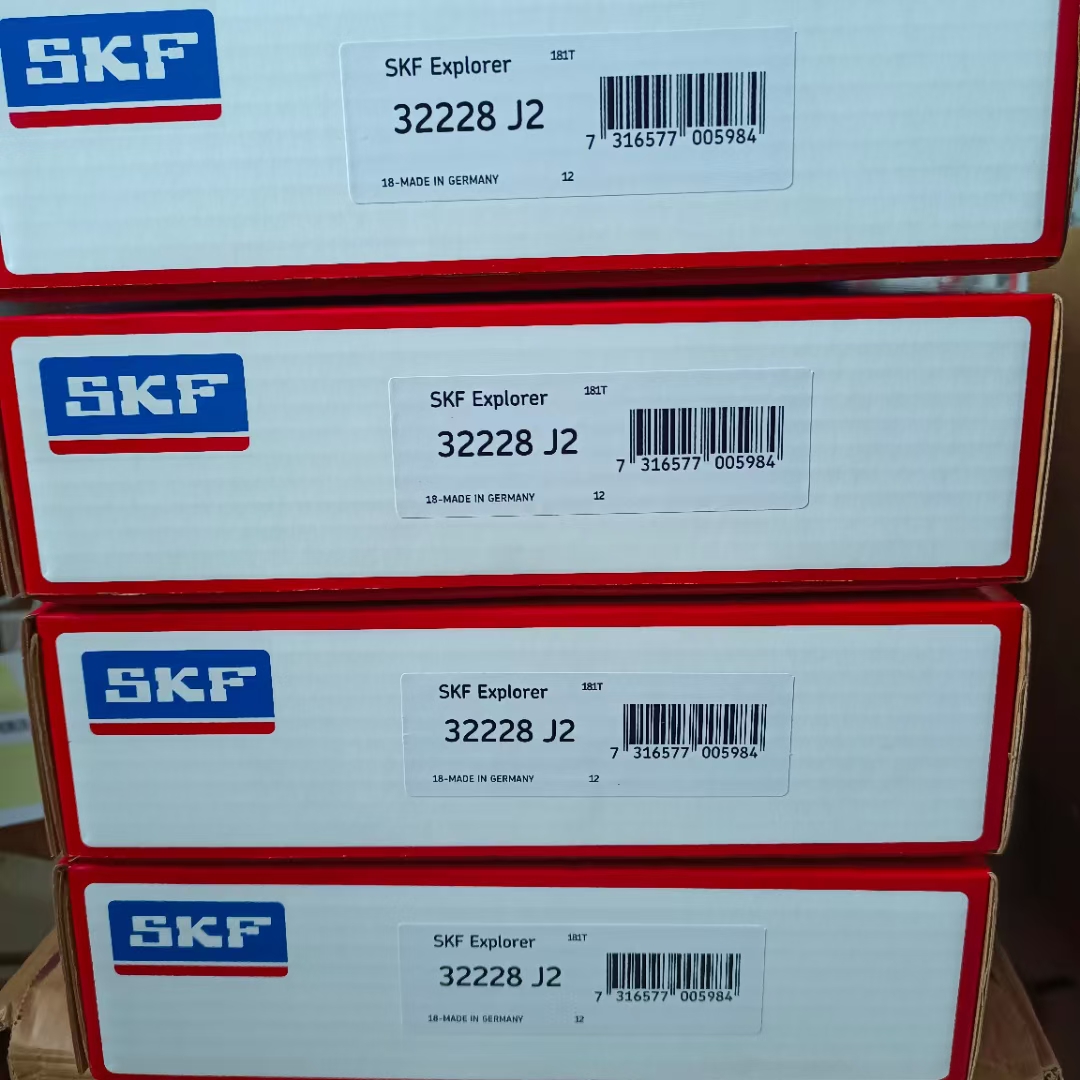 SKF
SKF Explorer 181T
32228 J2
7 316577 005984
18-MADE IN GERMANY 12
SKF
SKF Explorer 181T
32228 J2
7 316577 005984
18-MADE IN GERMANY 12
SKF
SKF Explorer 181T
32228 J2
7 316577 005984
18-MADE IN GERMANY 12
SKF
SKF Explorer 181T
32228 J2
7 316577 005984
18-MADE IN GERMANY 12